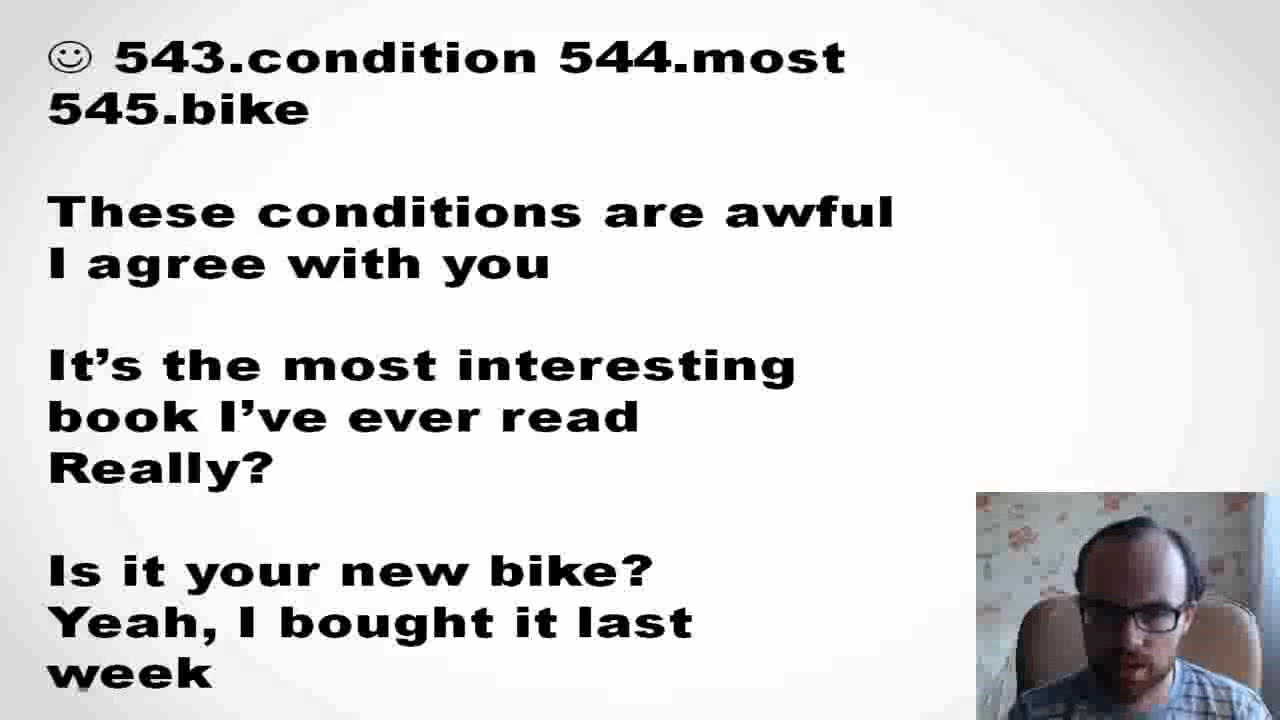 ☺ 543.condition 544.most
545.bike
These conditions are awful
I agree with you
It’s the most interesting
book I’ve ever read
Really?
Is it your new bike?
Yeah, I bought it last
week